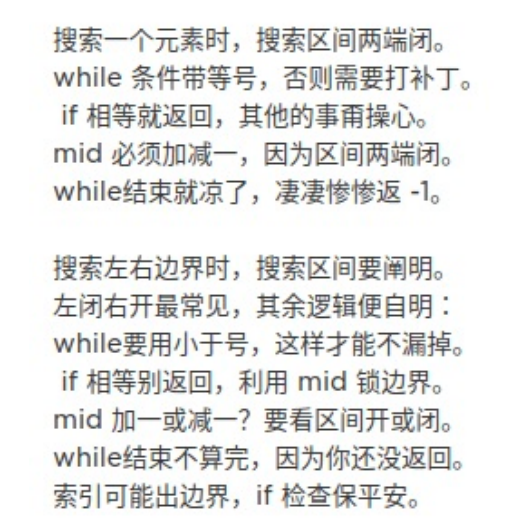 搜索一个元素时，搜索区间两端闭。
while 条件带等号，否则需要打补丁。
if 相等就返回，其他的事甭操心。
mid 必须加减一，因为区间两端闭。
while结束就凉了，凄凄惨惨返 -1。
搜索左右边界时，搜索区间要阐明。
左闭右开最常见，其余逻辑便自明：
while要用小于号，这样才能不漏掉。
if 相等别返回，利用 mid 锁边界。
mid 加一或减一？要看区间开或闭。
while结束不算完，因为你还没返回。
索引可能出边界，if 检查保平安。